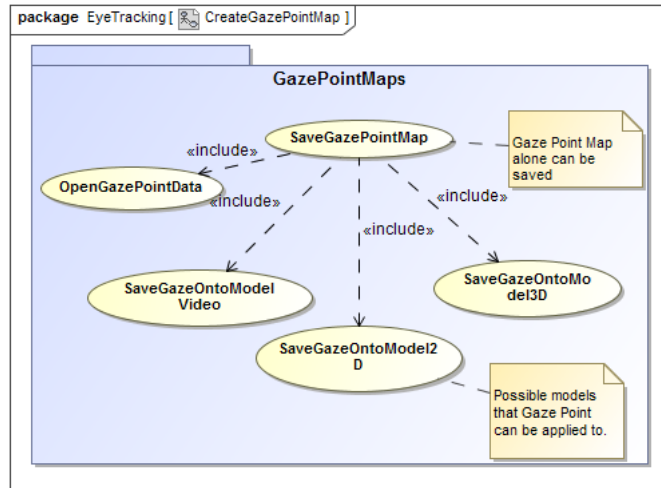 package EyeTracking [ CreateGazePointMap ]
GazePointMaps
SaveGazePointMap
Gaze Point Map
alone can be
saved
«include»
OpenGazePointData
«include»
«include»
«include»
SaveGazeOntoModel
Video
SaveGazeOntoMo
del3D
SaveGazeOntoModel2
D
Possible models
that Gaze Point
can be applied to.